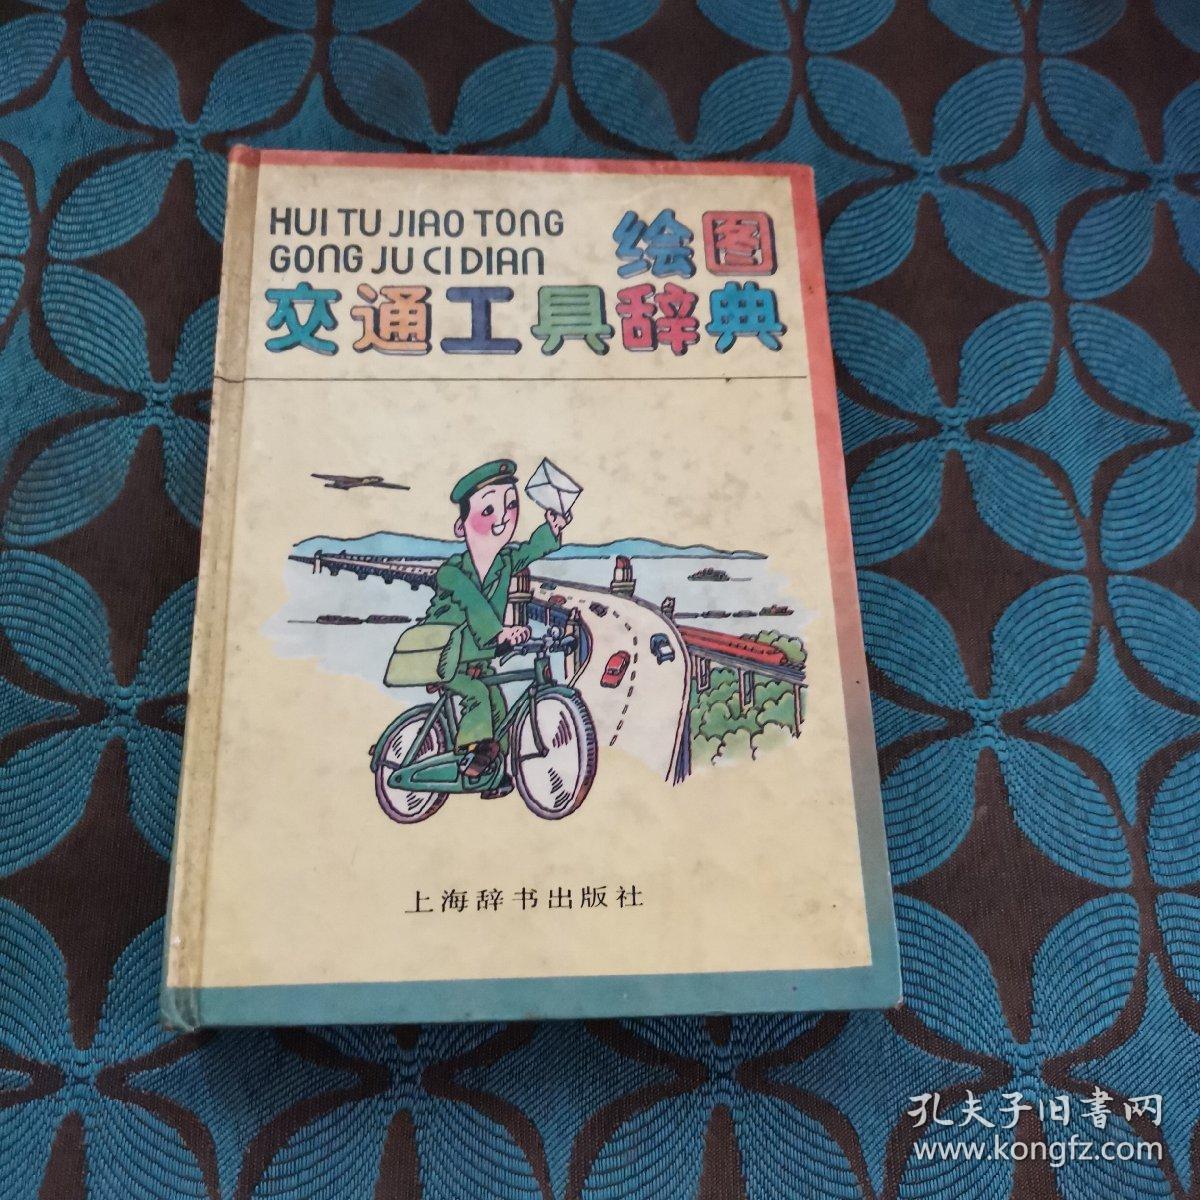 HUI TU JIAO TONG
GONG JU CI DIAN
绘图
交通工具辞典
上海辞书出版社
孔夫子旧書网
www.kongfz.com